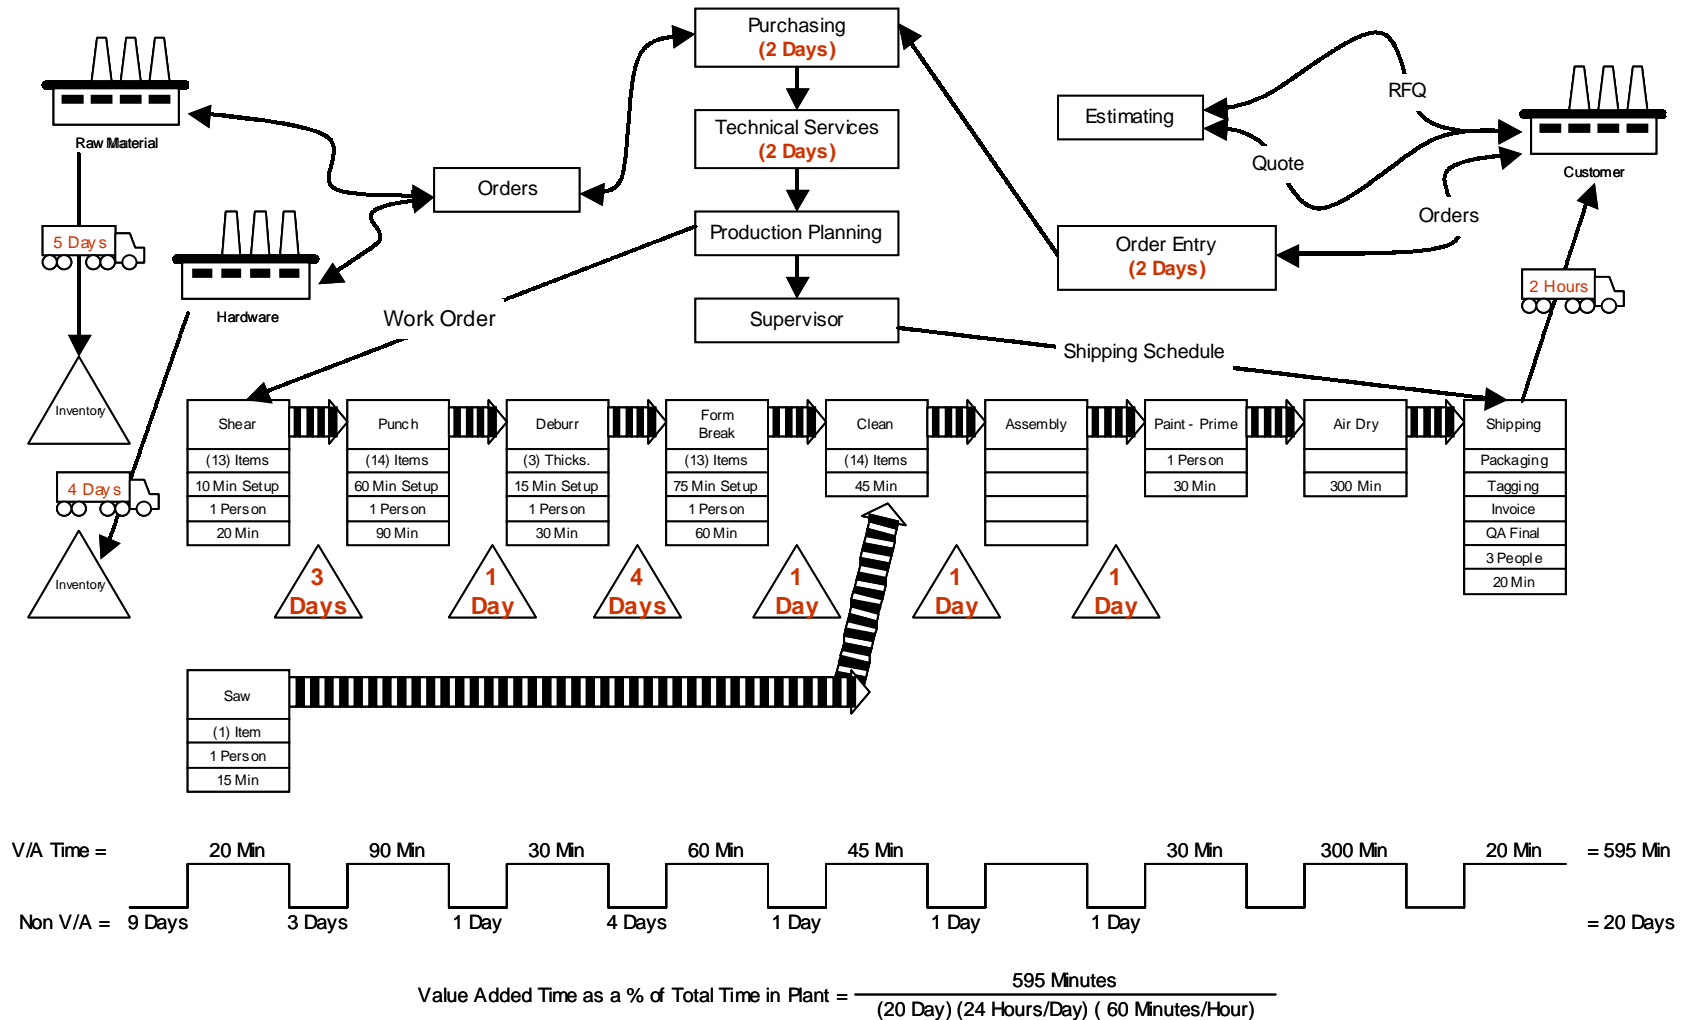 Purchasing
(2 Days)
Technical Services
(2 Days)
Production Planning
Supervisor
Raw Material
5 Days
Inventory
Hardware
4 Days
Inventory
Orders
Work Order
Estimating
RFQ
Quote
Orders
Order Entry
(2 Days)
Customer
2 Hours
Shipping Schedule
Shear
(13) Items
10 Min Setup
1 Person
20 Min
Punch
(14) Items
60 Min Setup
1 Person
90 Min
Deburr
(3) Thicks.
15 Min Setup
1 Person
30 Min
Form
Break
(13) Items
75 Min Setup
1 Person
60 Min
Clean
(14) Items
45 Min
Assembly
Paint - Prime
1 Person
30 Min
Air Dry
300 Min
Shipping
Packaging
Tagging
Invoice
QA Final
3 People
20 Min
3
Days
1
Day
4
Days
1
Day
1
Day
1
Day
Saw
(1) Item
1 Person
15 Min
V/A Time = 20 Min 90 Min 30 Min 60 Min 45 Min 30 Min 300 Min 20 Min = 595 Min
Non V/A = 9 Days 3 Days 1 Day 4 Days 1 Day 1 Day 1 Day = 20 Days
595 Minutes
Value Added Time as a % of Total Time in Plant =
(20 Day) (24 Hours/Day) ( 60 Minutes/Hour)